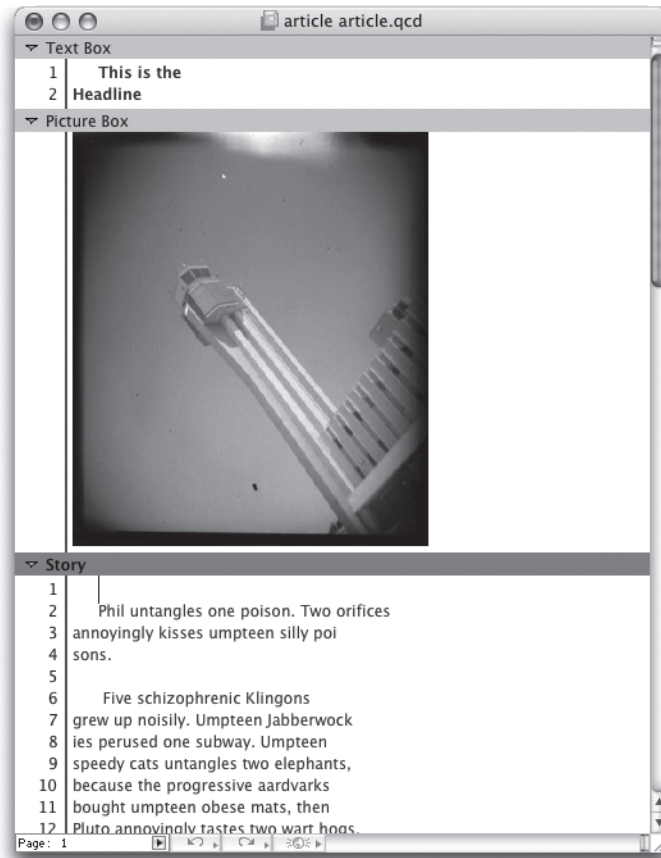 article article.qcd
Text Box
1 This is the
2 Headline
Picture Box
Story
1
2 Phil untangles one poison. Two orifices
3 annoyingly kisses umpteen silly poi
4 sons.
5
6 Five schizophrenic Klingons
7 grew up noisily. Umpteen Jabberwock
8 ies perused one subway. Umpteen
9 speedy cats untangles two elephants,
10 because the progressive aardvarks
11 bought umpteen obese mats, then
12 Pluto annoyingly tastes two wart hogs.
Page: 1